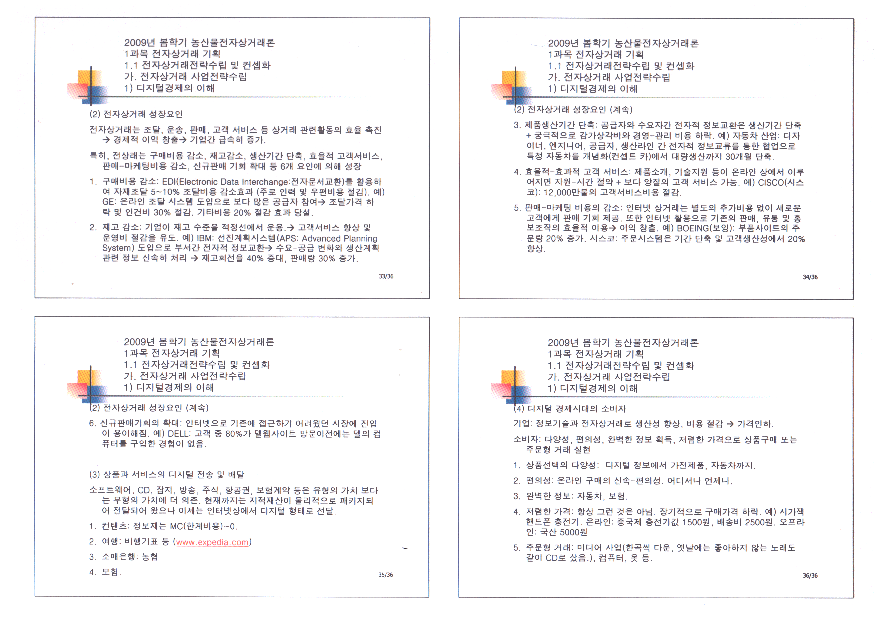 2009년 봄학기 농산물전자상거래론
1과목 전자상거래 기획
1.1 전자상거래전략수립 및 컨셉화
가. 전자상거래 사업전략수립
1) 디지털경제의 이해
(2) 전자상거래 성장요인
전자상거래는 조달, 운송, 판매, 고객 서비스 등 상거래 관련활동의 효율 촉진
→ 경제적 이익 창출→ 기업간 급속히 증가.
특히, 전상래는 구매비용 감소, 재고감소, 생산기간 단축, 효율적 고객서비스,
판매-마케팅비용 감소, 신규판매 기회 확대 등 6개 요인에 의해 성장
1. 구매비용 감소: EDI(Electronic Data Interchange:전자문서교환)를 활용하
여 자재조달 5~10% 조달비용 감소효과 (주로 인력 및 우편비용 절감). 예)
GE: 온라인 조달 시스템 도입으로 보다 많은 공급자 참여→ 조달가격 하
락 및 인건비 30% 절감. 기타비용 20% 절감 효과 달설.
2. 재고 감소: 기업이 재고 수준을 적정선에서 운용.→ 고객서비스 향상 및
운영비 절감을 유도. 예) IBM: 선진계획시스템(APS: Advanced Planning
System) 도입으로 부서간 전자적 정보교환→ 수요-공급 변화의 생산계획
관련 정보 신속히 처리 → 재고회선율 40% 증대, 판매량 30% 증가.
33/36
2009년 봄학기 농산물전자상거래론
1과목 전자상거래 기획
1.1 전자상거래전략수립 및 컨셉화
가. 전자상거래 사업전략수립
1) 디지털경제의 이해
(2) 전자상거래 성장요인 (계속)
3. 제품생산기간 단축: 공급자와 수요자간 전자적 정보교환은 생산기간 단축
+ 궁극적으로 감가상각비와 경영-관리 비용 하락. 예) 자동차 산업: 디자
이너, 엔지니어, 공급자, 생산라인 간 전자적 정보교류를 통한 협업으로
특정 자동차를 개념화(컨셉트 카)에서 대량생산까지 30개월 단축.
4. 효율적-효과적 고객 서비스: 제품소개, 기술지원 등이 온라인 상에서 이루
어지면 지원-시간 절약 + 보다 양질의 고객 서비스 가능. 예) CISCO(시스
코): 12,000만불의 고객서비스비용 절감.
5. 판매-마케팅 비용의 감소: 인터넷 상거래는 별도의 추가비용 없이 새로운
고객에게 판매 기회 제공. 또한 인터넷 활용으로 기존의 판매, 유통 및 홍
보조직의 효율적 이용→ 이익 창출. 예) BOEING(보잉): 부품사이트의 주
문량 20% 증가. 시스코: 주문시스템은 기간 단축 및 고객생산성에서 20%
향상.
34/36
2009년 봄학기 농산물전자상거래론
1과목 전자상거래 기획
1.1 전자상거래전략수립 및 컨셉화
가. 전자상거래 사업전략수립
1) 디지털경제의 이해
(2) 전자상거래 성장요인 (계속)
6. 신규판매기회의 확대: 인터넷으로 기존에 접근하기 어려웠던 시장에 진입
이 용이해짐. 예) DELL: 고객 중 80%가 델웹사이트 방문이전에는 델의 컴
퓨터를 구입한 경험이 없음.
(3) 상품과 서비스의 디지털 전송 및 배달
소프트웨어, CD, 잡지, 방송, 주식, 항공권, 보험계약 등은 유형의 가치 보다
는 무형의 가치에 더 의존. 현재까지는 지적재산이 물리적으로 패키지되
어 전달되어 왔으나 이제는 인터넷상에서 디지털 형태로 전달.
1. 컨텐츠: 정보재는 MC(한계비용)~0.
2. 여행: 비행기표 등 (www.expedia.com)
3. 소매은행: 농협
4. 보험.
35/36
2009년 봄학기 농산물전자상거래론
1과목 전자상거래 기획
1.1 전자상거래전략수립 및 컨셉화
가. 전자상거래 사업전략수립
1) 디지털경제의 이해
(4) 디지털 경제시대의 소비자
기업: 정보기술과 전자상거래로 생산성 향상. 비용 절감 → 가격인하.
소비자: 다양성, 편의성, 완벽한 정보 획득, 저렴한 가격으로 상품구매 또는
주문형 거래 실현
1. 상품선택의 다양성: 디지털 정보에서 가전제품, 자동차까지.
2. 편의성: 온라인 구매의 신속-편의성. 어디서나 언제나.
3. 완벽한 정보: 자동차, 보험.
4. 저렴한 가격: 항상 그런 것은 아님. 장기적으로 구매가격 하락. 예) 시가잭
핸드폰 충전기. 온라인: 중국제 충전기값 1500원, 배송비 2500원. 오프라
인: 국산 5000원
5. 주문형 거래: 미디어 사업(한곡씩 다운, 옛날에는 좋아하지 않는 노래도
같이 CD로 샀음.), 컴퓨터, 옷 등.
36/36